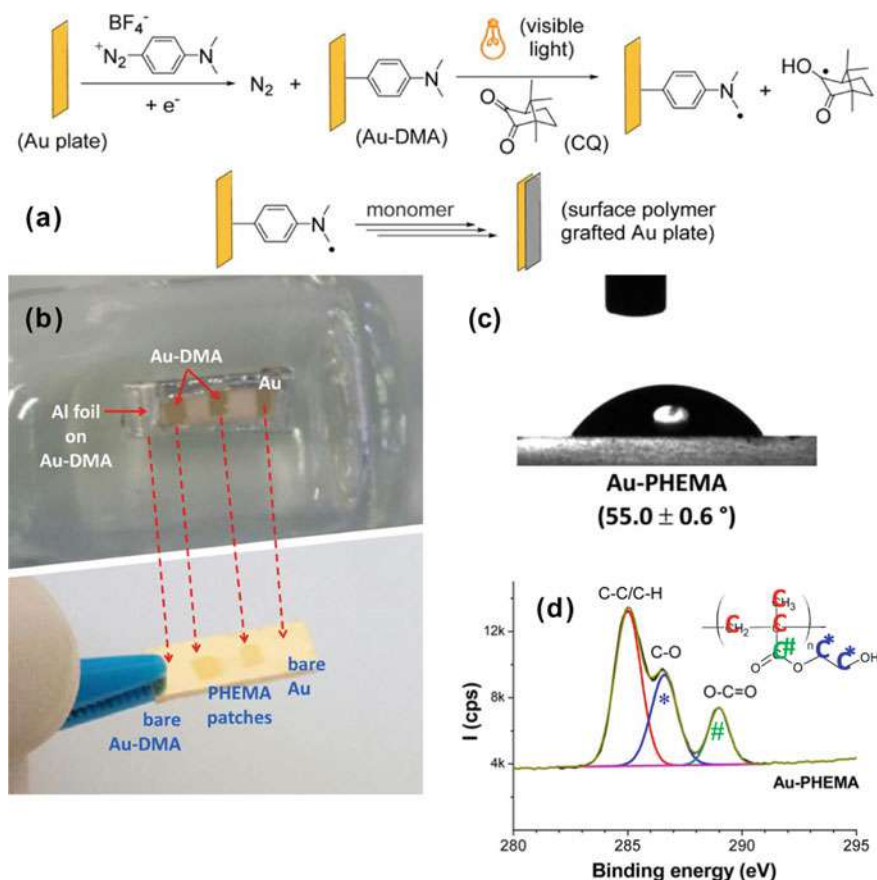 BF₄⁻
⁺N₂
N
+ e⁻
(Au plate)
N₂ +
N
(Au-DMA)
(visible
light)
O
O
(CQ)
N
•
+
HO
•
O
(a)
N
•
monomer
(surface polymer
grafted Au plate)
(b)
Au-DMA
Au
Al foil
on
Au-DMA
bare
Au-DMA
PHEMA
patches
bare
Au
(c)
Au-PHEMA
(55.0 ± 0.6 °)
(d)
C-C/C-H
C-O
*
O-C=O
#
CH₃
CH₂
C
C
C
n
C#
C*
C*
O
O
OH
I (cps)
12k
8k
4k
Au-PHEMA
280 285 290 295
Binding energy (eV)